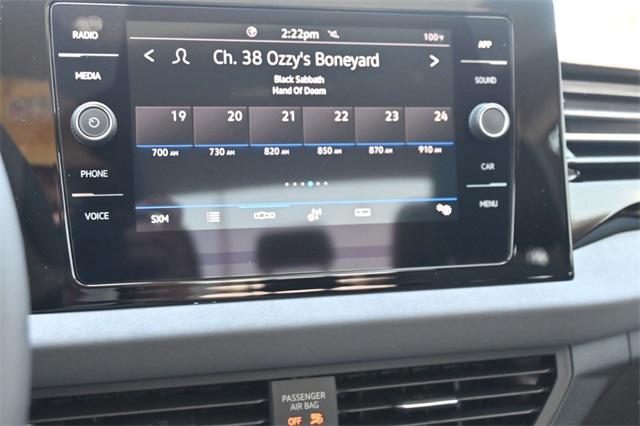 2:22pm 100°F
RADIO
MEDIA
PHONE
VOICE
Ch. 38 Ozzy's Boneyard
Black Sabbath
Hand Of Doom
19 20 21 22 23 24
700 AM 730 AM 820 AM 850 AM 870 AM 910 AM
SXM
APP
SOUND
CAR
MENU
PASSENGER
AIR BAG
OFF